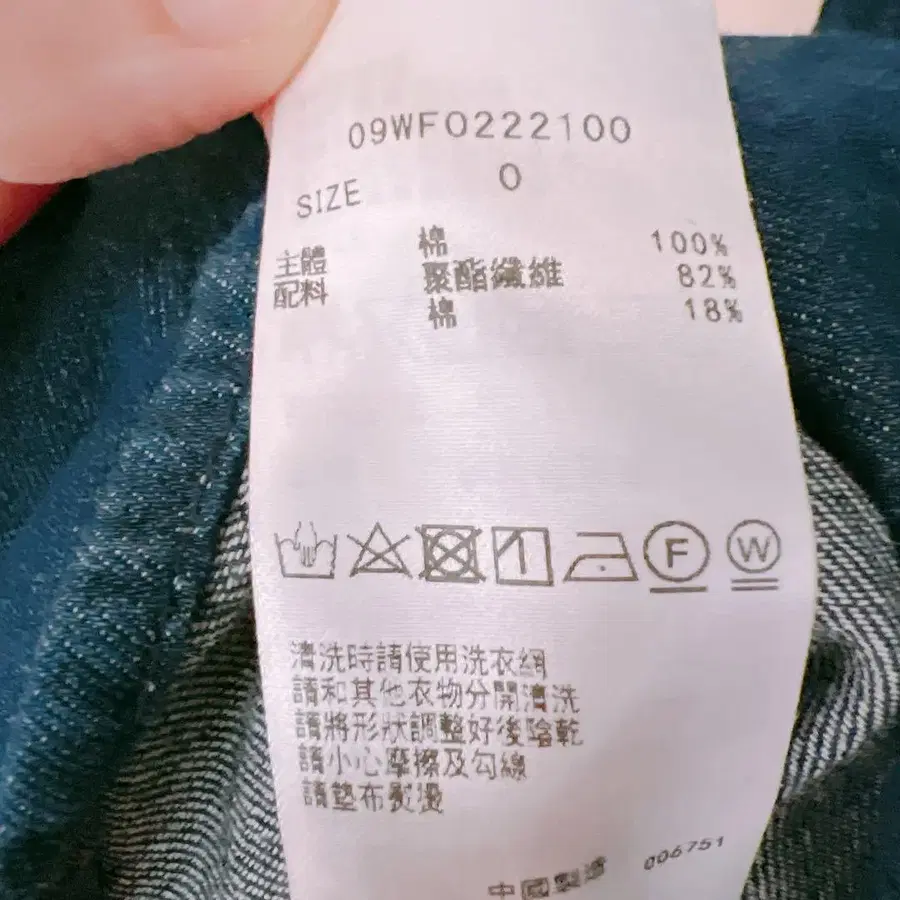 09WFO222100
SIZE 0
主體 棉 100%
配料 聚酯纖維 82%
棉 18%
F W
清洗時請使用洗衣網
請和其他衣物分開清洗
請將形狀調整好後陰乾
請小心摩擦及勾線
請墊布熨燙
中國製造 006751